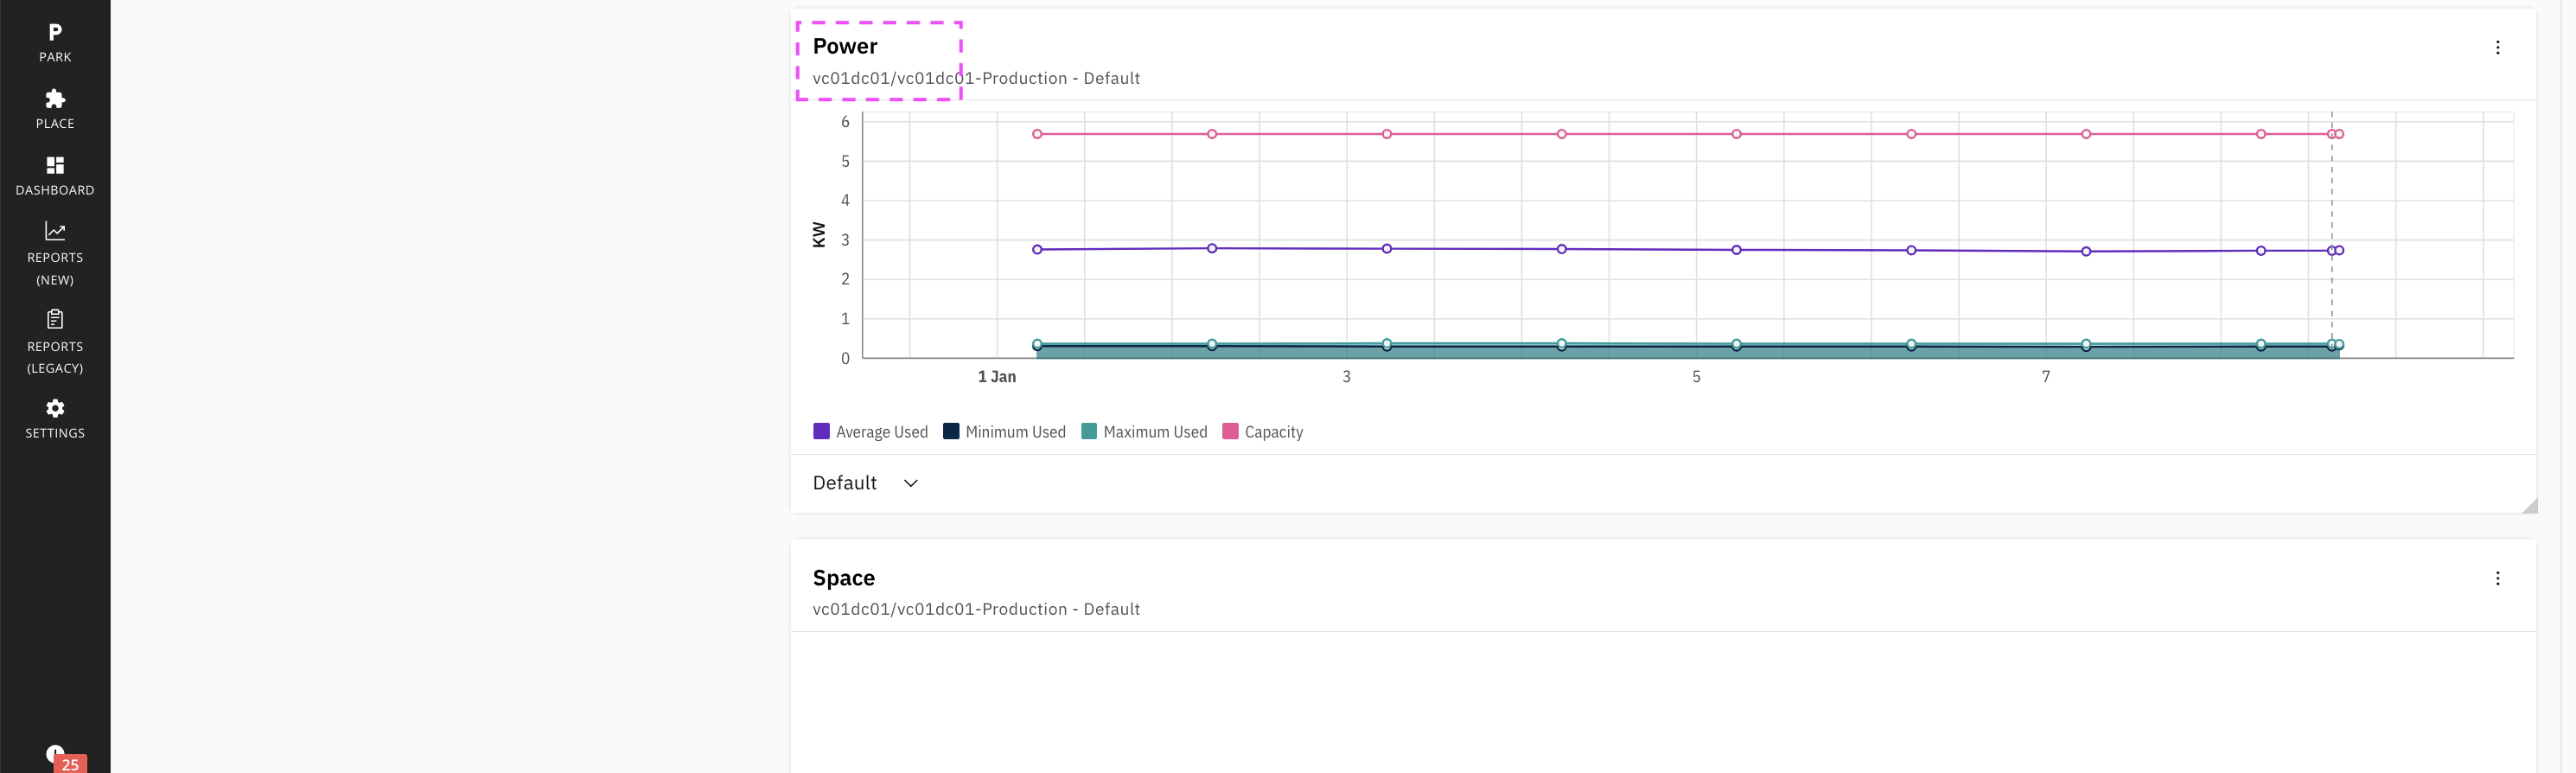 P
PARK
PLACE
DASHBOARD
REPORTS
(NEW)
REPORTS
(LEGACY)
SETTINGS
25
Power
vc01dc01/vc01dc01-Production - Default
KW
6
5
4
3
2
1
0
1 Jan
3
5
7
Average Used Minimum Used Maximum Used Capacity
Default
Space
vc01dc01/vc01dc01-Production - Default